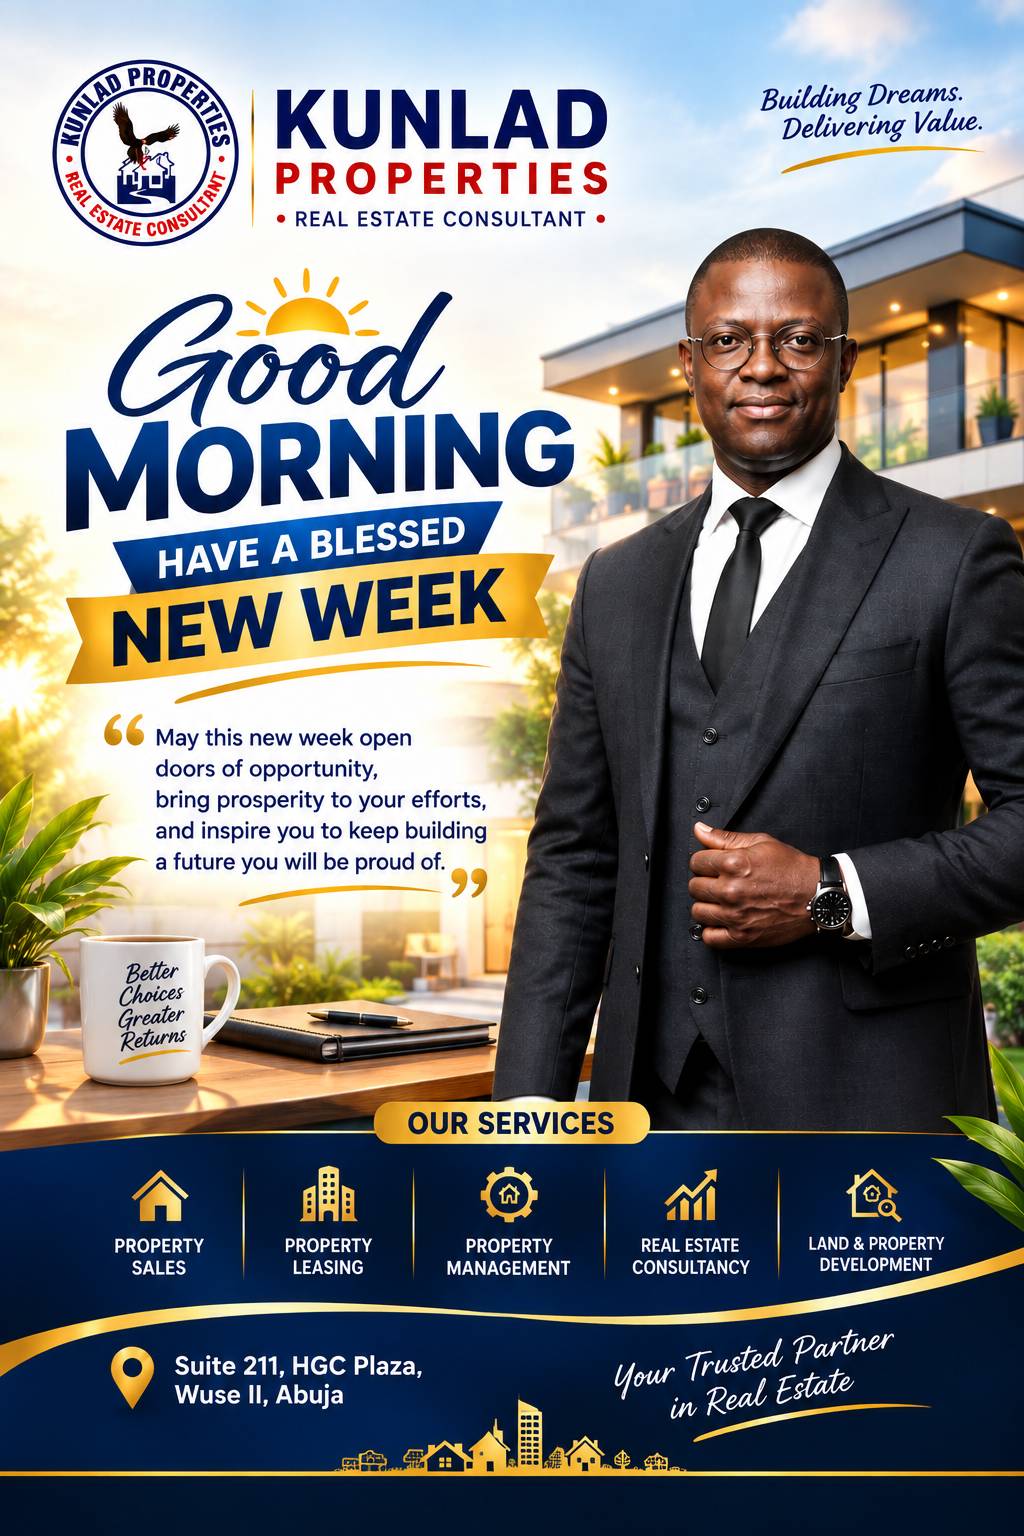 KUNLAD PROPERTIES
• REAL ESTATE CONSULTANT •
KUNLAD
PROPERTIES
• REAL ESTATE CONSULTANT •
Building Dreams.
Delivering Value.
Good
MORNING
HAVE A BLESSED
NEW WEEK
“May this new week open
doors of opportunity,
bring prosperity to your efforts,
and inspire you to keep building
a future you will be proud of.”
Better
Choices
Greater
Returns
OUR SERVICES
PROPERTY
SALES
PROPERTY
LEASING
PROPERTY
MANAGEMENT
REAL ESTATE
CONSULTANCY
LAND & PROPERTY
DEVELOPMENT
Suite 211, HGC Plaza,
Wuse II, Abuja
Your Trusted Partner
in Real Estate